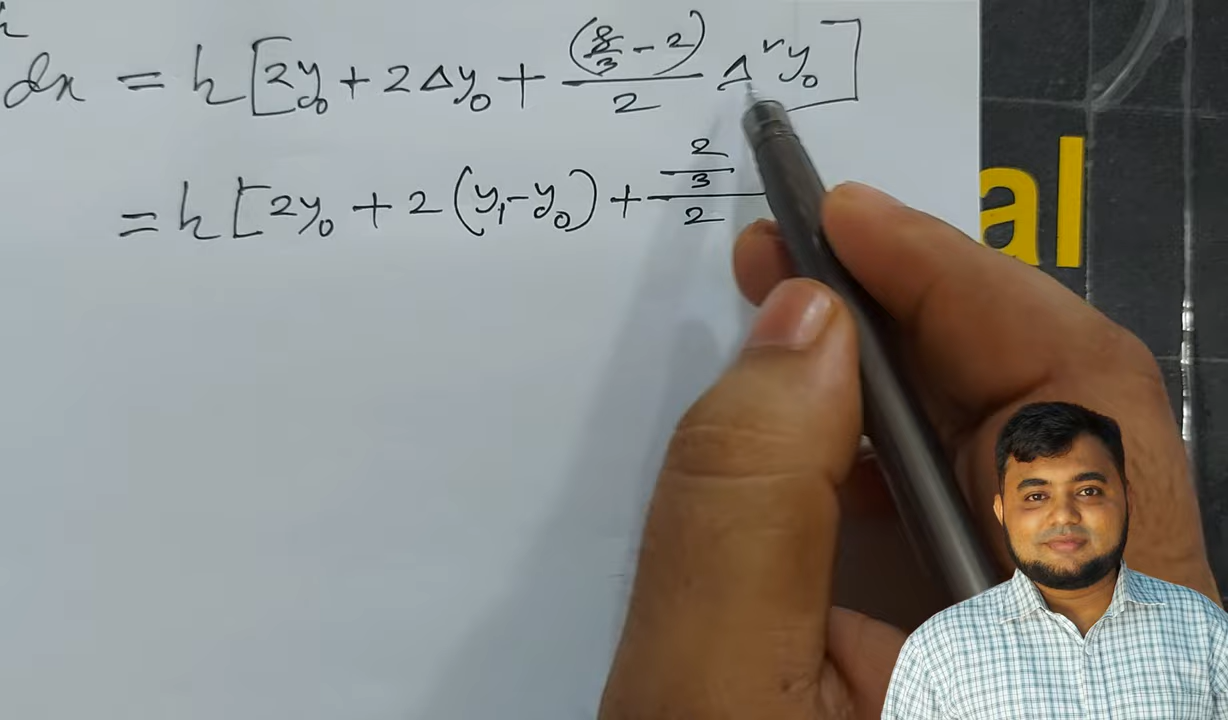 dx = h [2y₀ + 2Δy₀ + (8/3 - 2)/2 Δ²y₀]
= h [2y₀ + 2(y₁ - y₀) + (2/3)/2
al